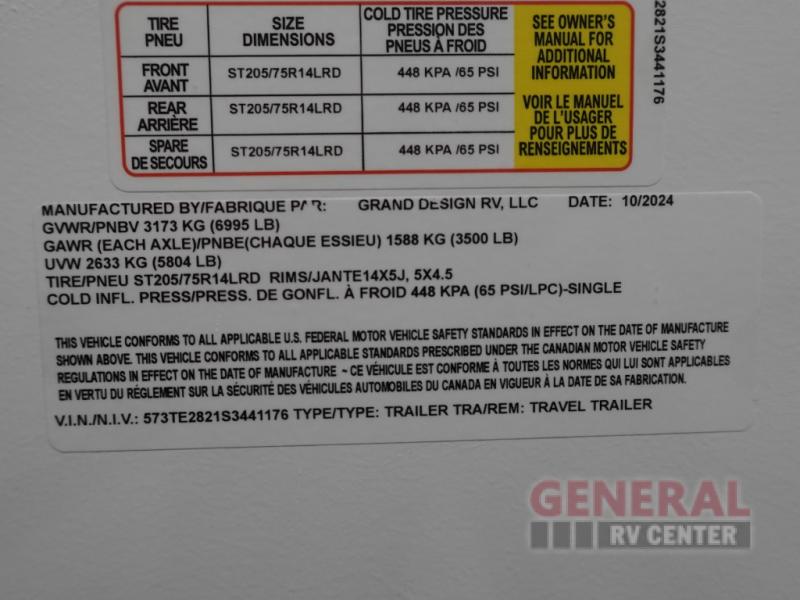 TIRE
PNEU
SIZE
DIMENSIONS
COLD TIRE PRESSURE
PRESSION DES
PNEUS À FROID
SEE OWNER'S
MANUAL FOR
ADDITIONAL
INFORMATION
VOIR LE MANUEL
DE L'USAGER
POUR PLUS DE
RENSEIGNEMENTS
FRONT
AVANT
ST205/75R14LRD
448 KPA /65 PSI
REAR
ARRIÈRE
ST205/75R14LRD
448 KPA /65 PSI
SPARE
DE SECOURS
ST205/75R14LRD
448 KPA /65 PSI
2821S3441176
MANUFACTURED BY/FABRIQUE PAR: GRAND DESIGN RV, LLC DATE: 10/2024
GVWR/PNBV 3173 KG (6995 LB)
GAWR (EACH AXLE)/PNBE(CHAQUE ESSIEU) 1588 KG (3500 LB)
UVW 2633 KG (5804 LB)
TIRE/PNEU ST205/75R14LRD RIMS/JANTE14X5J, 5X4.5
COLD INFL. PRESS/PRESS. DE GONFL. À FROID 448 KPA (65 PSI/LPC)-SINGLE
THIS VEHICLE CONFORMS TO ALL APPLICABLE U.S. FEDERAL MOTOR VEHICLE SAFETY STANDARDS IN EFFECT ON THE DATE OF MANUFACTURE
SHOWN ABOVE. THIS VEHICLE CONFORMS TO ALL APPLICABLE STANDARDS PRESCRIBED UNDER THE CANADIAN MOTOR VEHICLE SAFETY
REGULATIONS IN EFFECT ON THE DATE OF MANUFACTURE ~ CE VÉHICULE EST CONFORME À TOUTES LES NORMES QUI LUI SONT APPLICABLES
EN VERTU DU RÉGLEMENT SUR LA SÉCURITÉ DES VÉHICULES AUTOMOBILES DU CANADA EN VIGUEUR À LA DATE DE SA FABRICATION.
V.I.N./N.I.V.: 573TE2821S3441176 TYPE/TYPE: TRAILER TRA/REM: TRAVEL TRAILER
GENERAL
RV CENTER